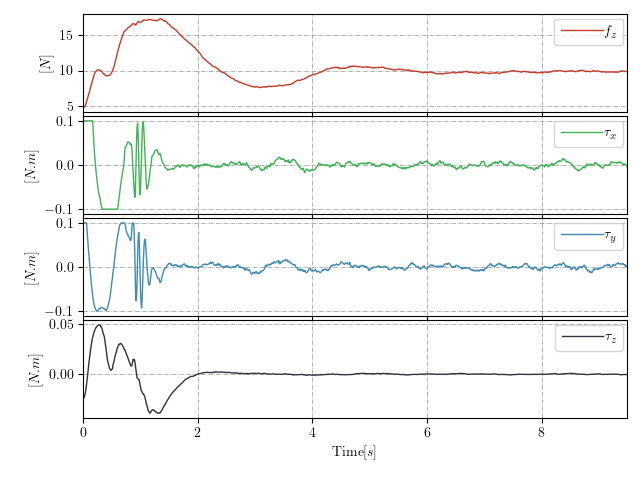 15
10
5
[N]
f_z
0.1
0.0
−0.1
[N.m]
τ_x
0.1
0.0
−0.1
[N.m]
τ_y
0.05
0.00
[N.m]
τ_z
0 2 4 6 8
Time[s]